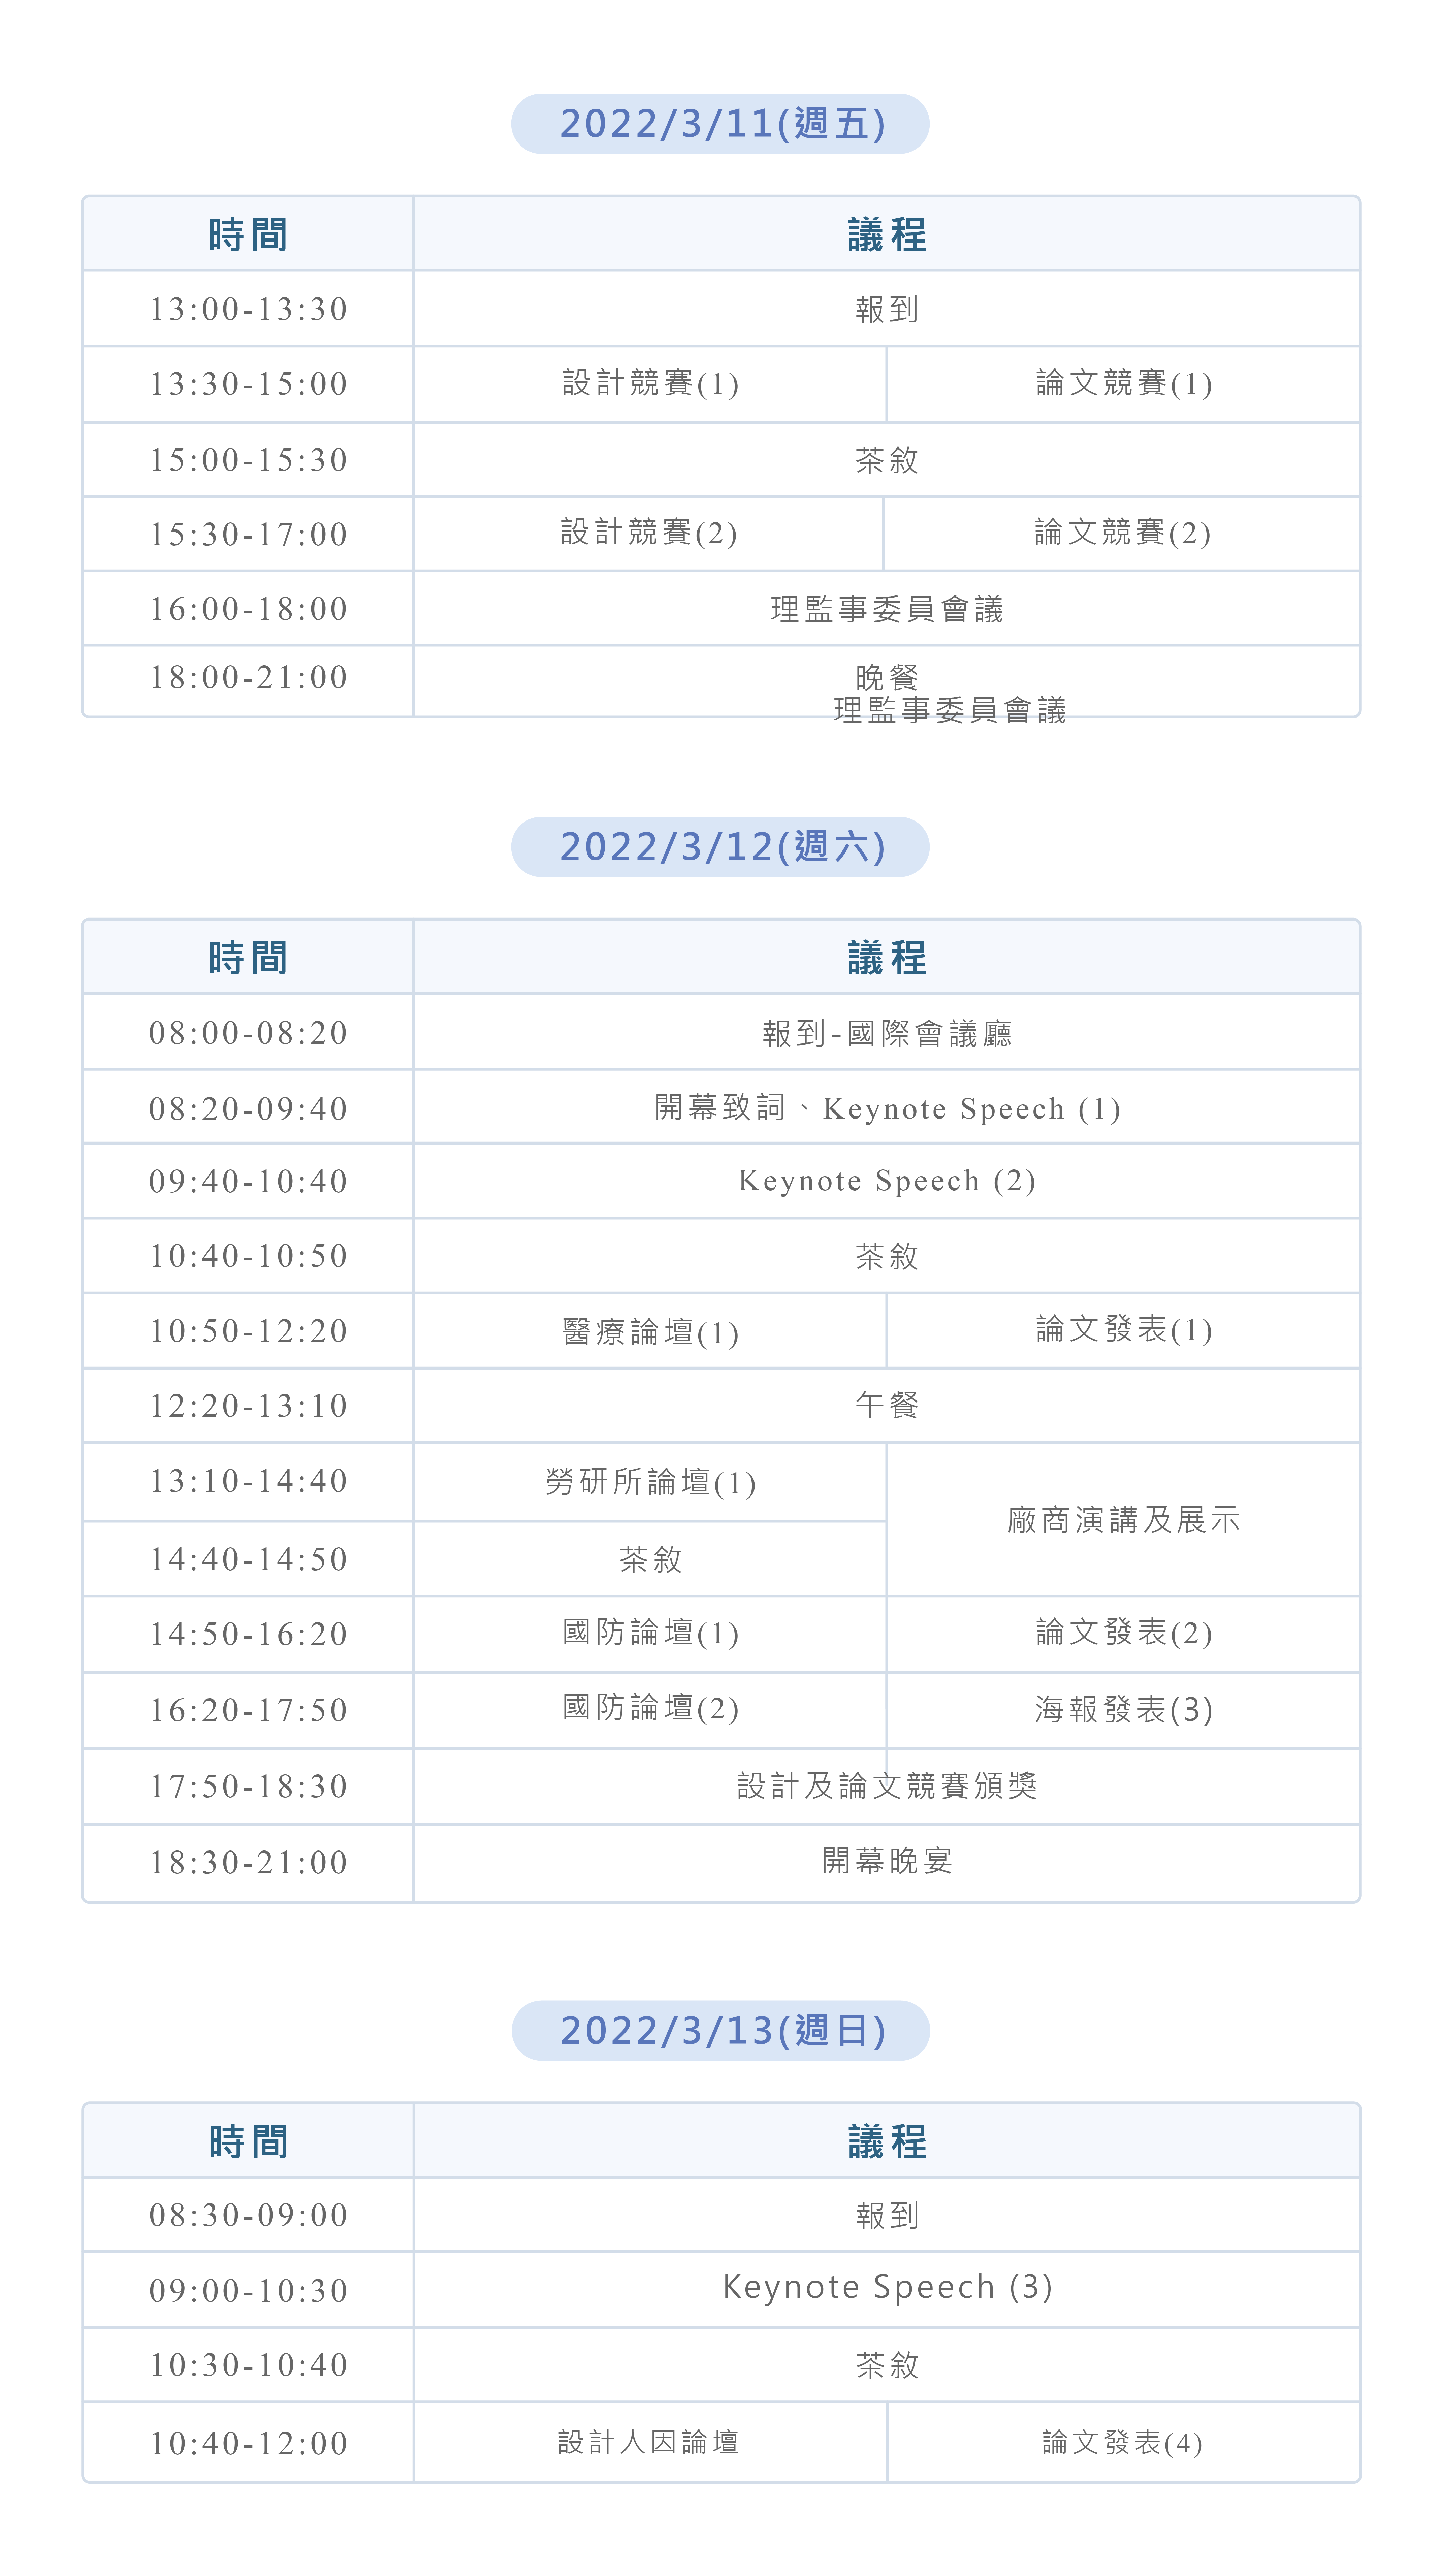 2022/3/11(週五)
時間 議程
13:00-13:30 報到
13:30-15:00 設計競賽(1) 論文競賽(1)
15:00-15:30 茶敘
15:30-17:00 設計競賽(2) 論文競賽(2)
16:00-18:00 理監事委員會議
18:00-21:00 晚餐
理監事委員會議
2022/3/12(週六)
時間 議程
08:00-08:20 報到-國際會議廳
08:20-09:40 開幕致詞、Keynote Speech (1)
09:40-10:40 Keynote Speech (2)
10:40-10:50 茶敘
10:50-12:20 醫療論壇(1) 論文發表(1)
12:20-13:10 午餐
13:10-14:40 勞研所論壇(1)
廠商演講及展示
14:40-14:50 茶敘
14:50-16:20 國防論壇(1) 論文發表(2)
16:20-17:50 國防論壇(2) 海報發表(3)
17:50-18:30 設計及論文競賽頒獎
18:30-21:00 開幕晚宴
2022/3/13(週日)
時間 議程
08:30-09:00 報到
09:00-10:30 Keynote Speech (3)
10:30-10:40 茶敘
10:40-12:00 設計人因論壇 論文發表(4)